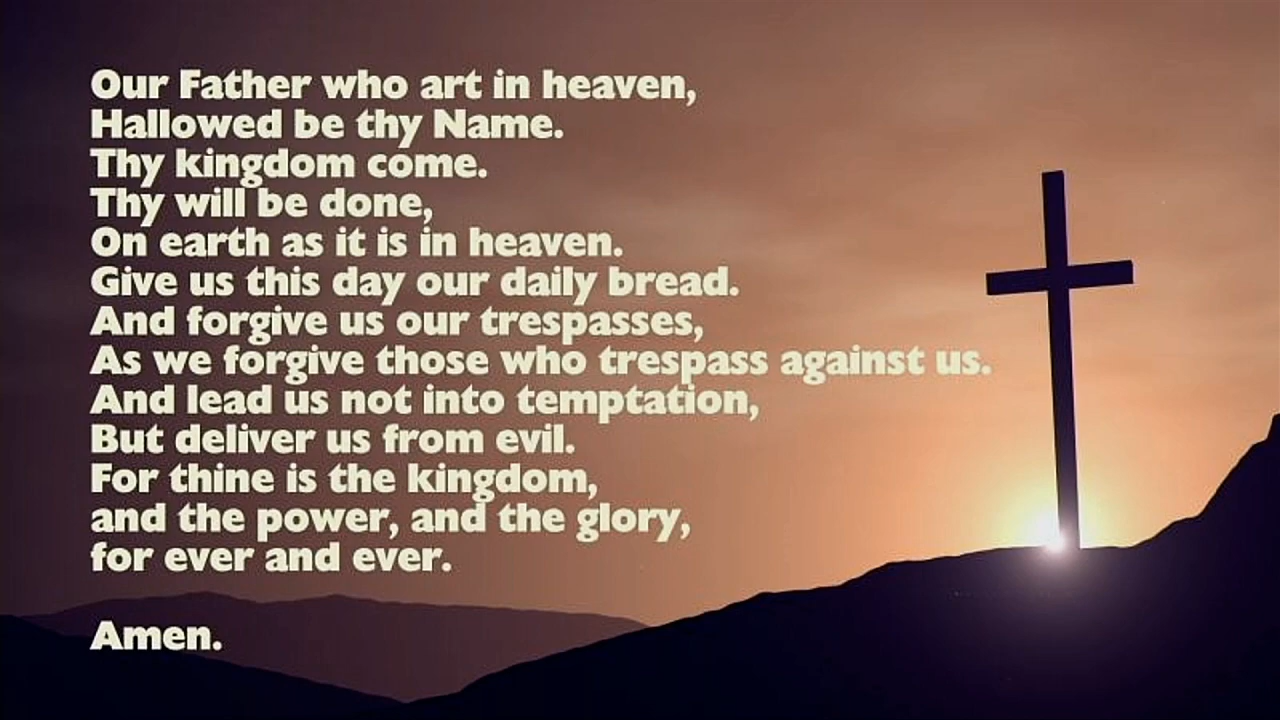 Our Father who art in heaven,
Hallowed be thy Name.
Thy kingdom come.
Thy will be done,
On earth as it is in heaven.
Give us this day our daily bread.
And forgive us our trespasses,
As we forgive those who trespass against us.
And lead us not into temptation,
But deliver us from evil.
For thine is the kingdom,
and the power, and the glory,
for ever and ever.
Amen.